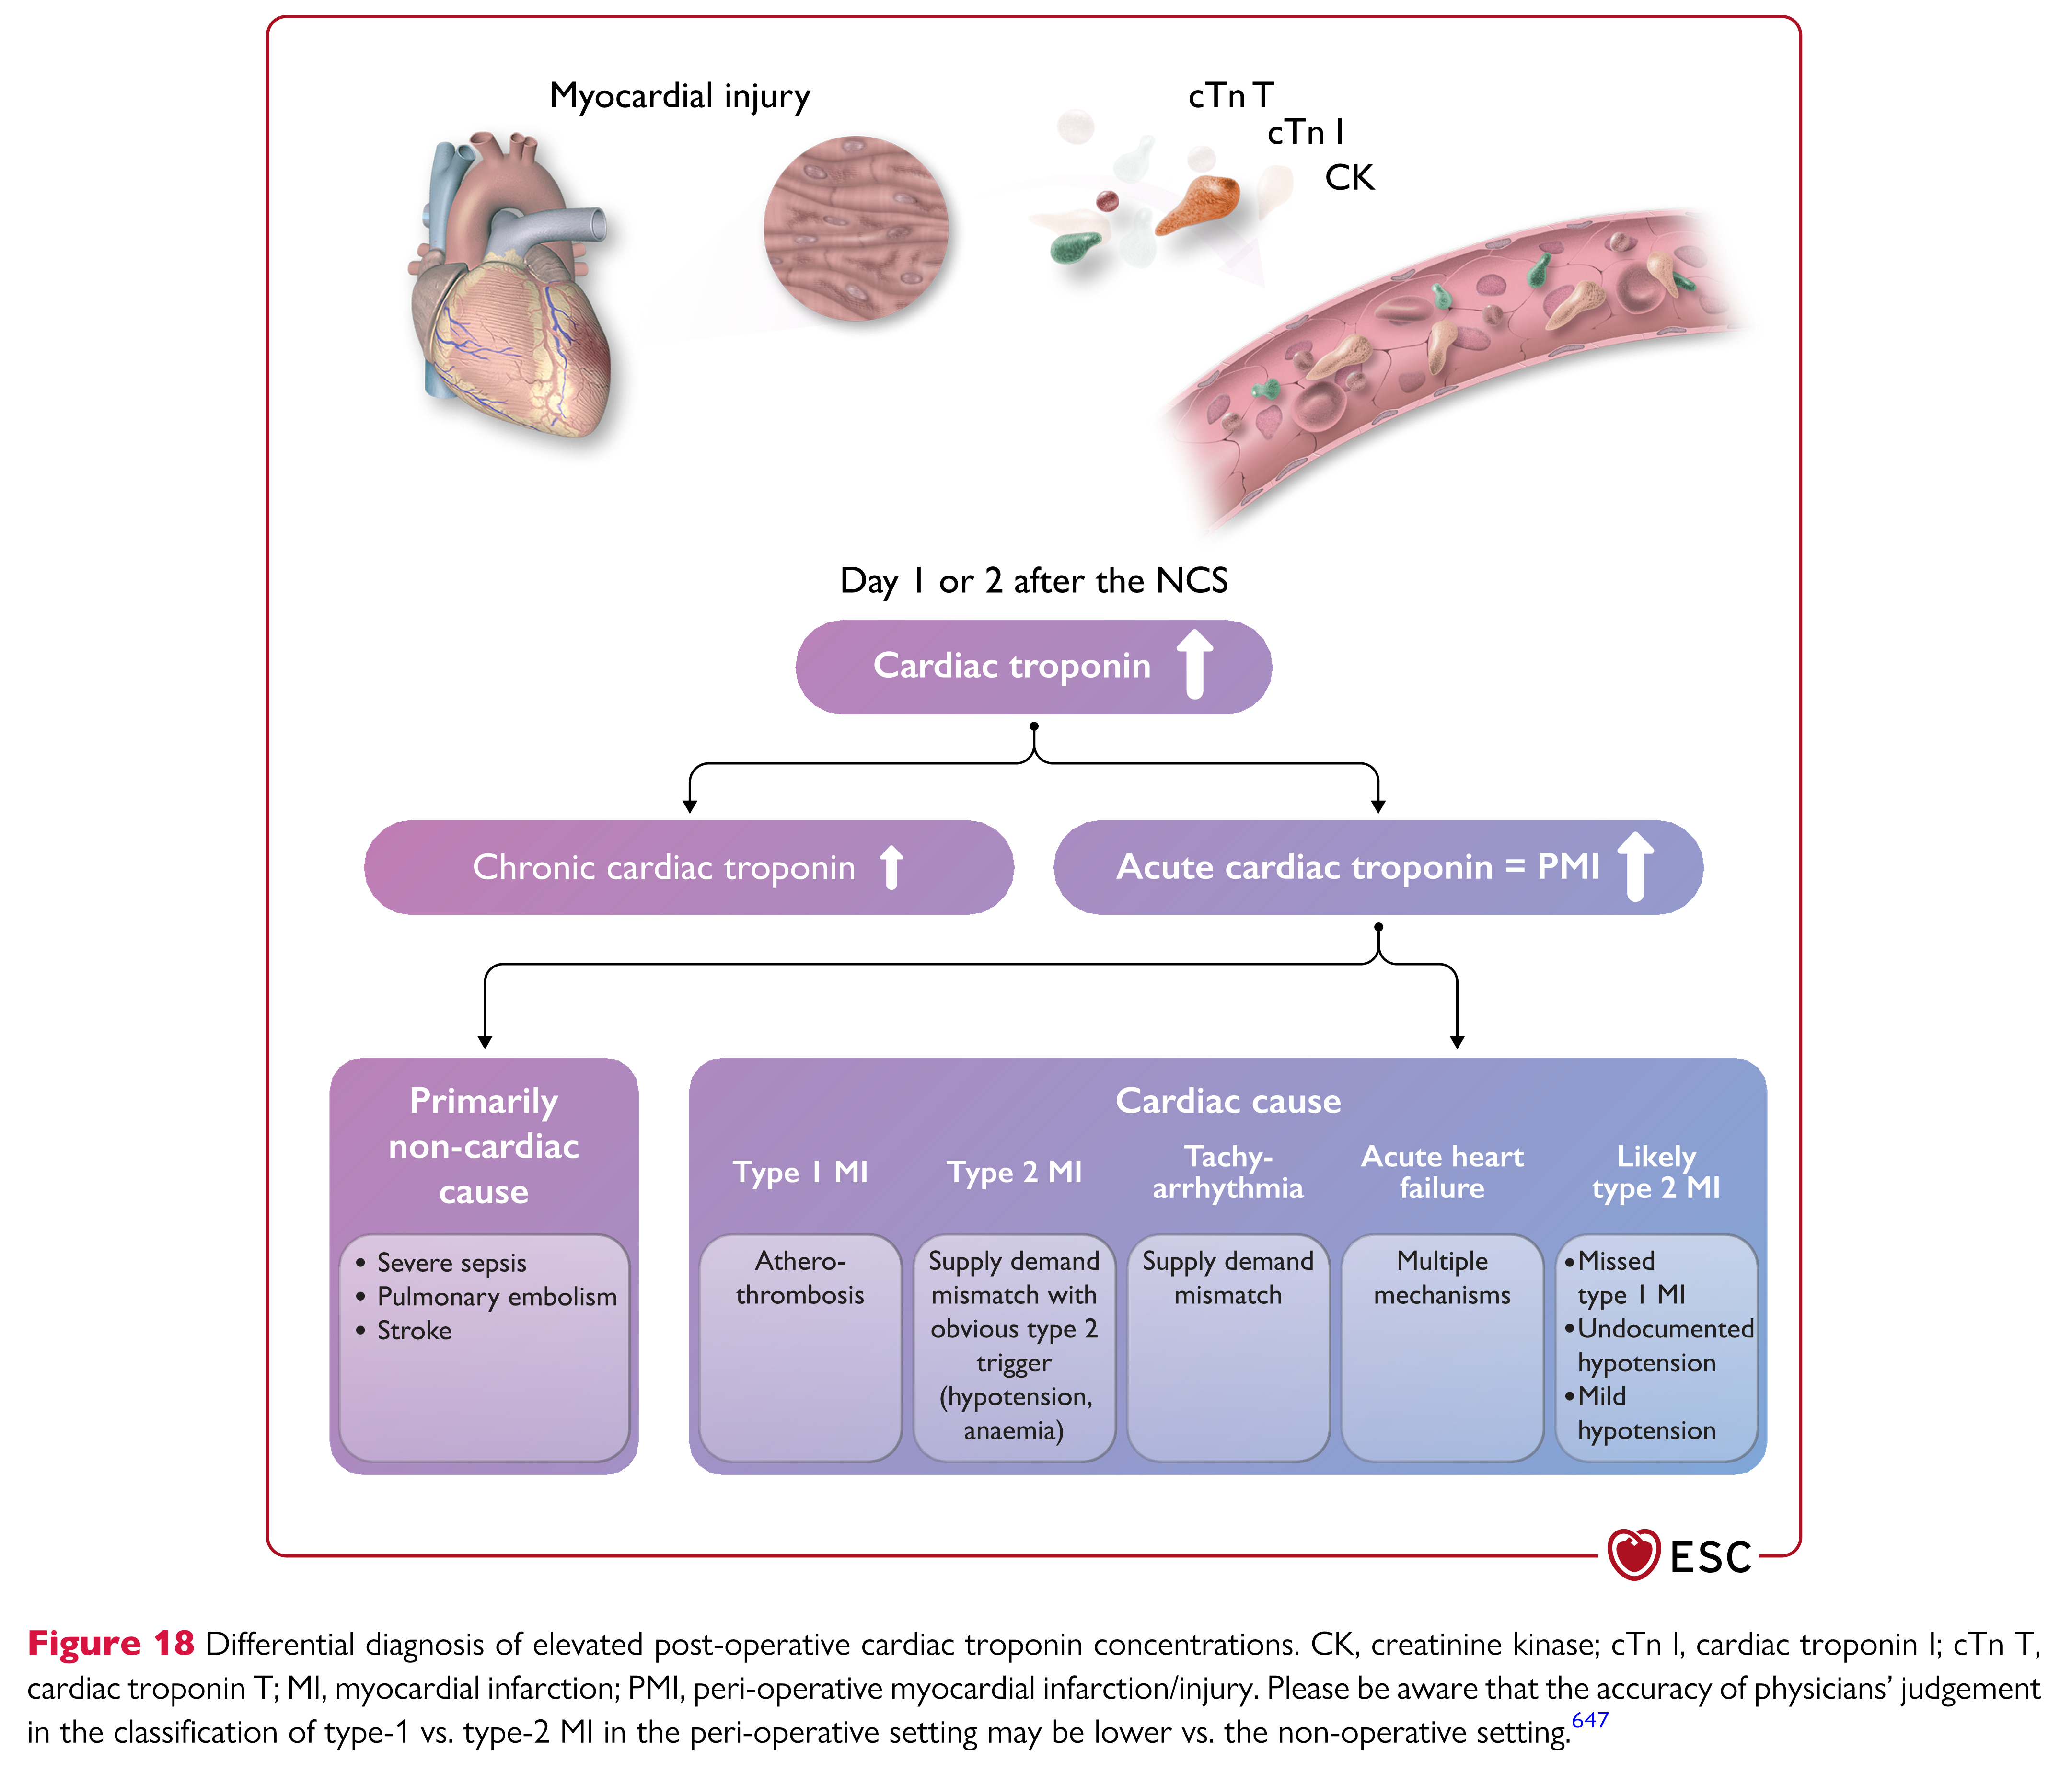 Myocardial injury
cTn T
cTn I
CK
Day 1 or 2 after the NCS
Cardiac troponin
Chronic cardiac troponin
Acute cardiac troponin = PMI
Primarily
non-cardiac
cause
• Severe sepsis
• Pulmonary embolism
• Stroke
Cardiac cause
Type 1 MI
Athero-
thrombosis
Type 2 MI
Supply demand
mismatch with
obvious type 2
trigger
(hypotension,
anaemia)
Tachy-
arrhythmia
Supply demand
mismatch
Acute heart
failure
Multiple
mechanisms
Likely
type 2 MI
•Missed
type 1 MI
•Undocumented
hypotension
•Mild
hypotension
ESC
Figure 18 Differential diagnosis of elevated post-operative cardiac troponin concentrations. CK, creatinine kinase; cTn I, cardiac troponin I; cTn T,
cardiac troponin T; MI, myocardial infarction; PMI, peri-operative myocardial infarction/injury. Please be aware that the accuracy of physicians’ judgement
in the classification of type-1 vs. type-2 MI in the peri-operative setting may be lower vs. the non-operative setting.647